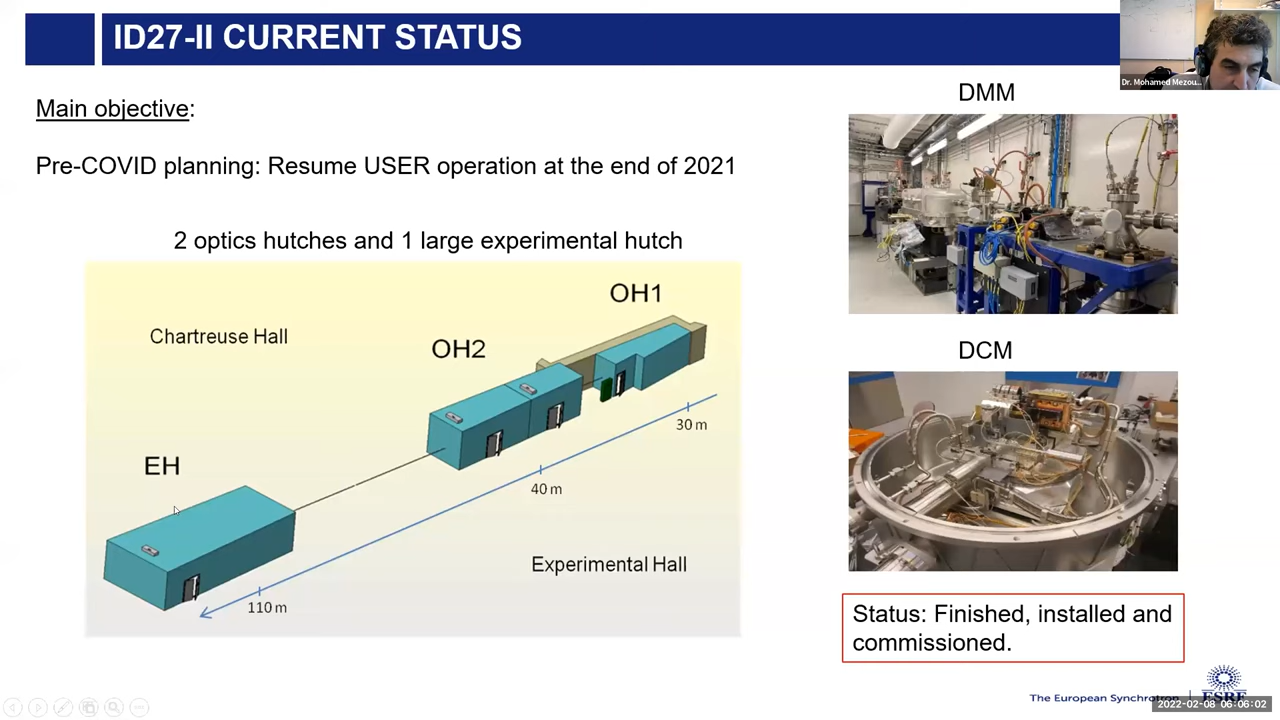 ID27-II CURRENT STATUS
Dr. Mohamed Mezou...
Main objective:
Pre-COVID planning: Resume USER operation at the end of 2021
2 optics hutches and 1 large experimental hutch
Chartreuse Hall
OH1
OH2
EH
30 m
40 m
110 m
Experimental Hall
DMM
DCM
Status: Finished, installed and
commissioned.
The European Synchrotron
ESRF
2022-02-08 06:06:02